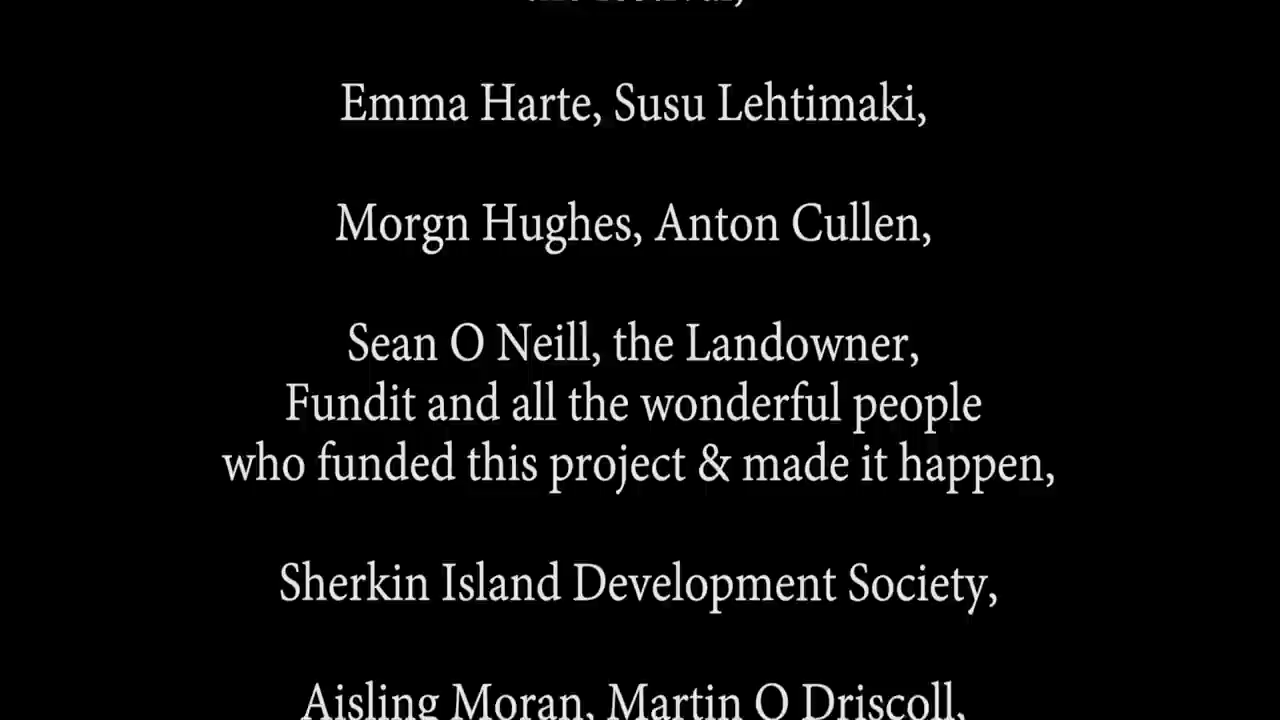 Emma Harte, Susu Lehtimaki,
Morgn Hughes, Anton Cullen,
Sean O Neill, the Landowner,
Fundit and all the wonderful people
who funded this project & made it happen,
Sherkin Island Development Society,
Aisling Moran, Martin O Driscoll,